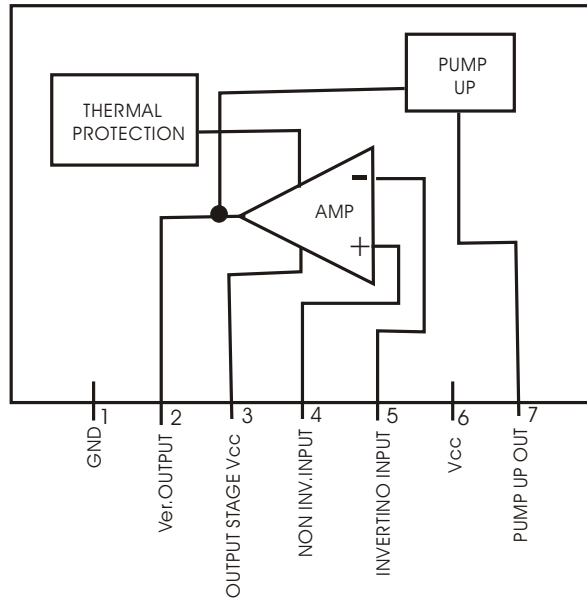 PUMP
UP
THERMAL
PROTECTION
AMP
-
+
1
2
3
4
5
6
7
GND
Ver.OUTPUT
OUTPUT STAGE Vcc
NON INV.INPUT
INVERTINO INPUT
Vcc
PUMP UP OUT